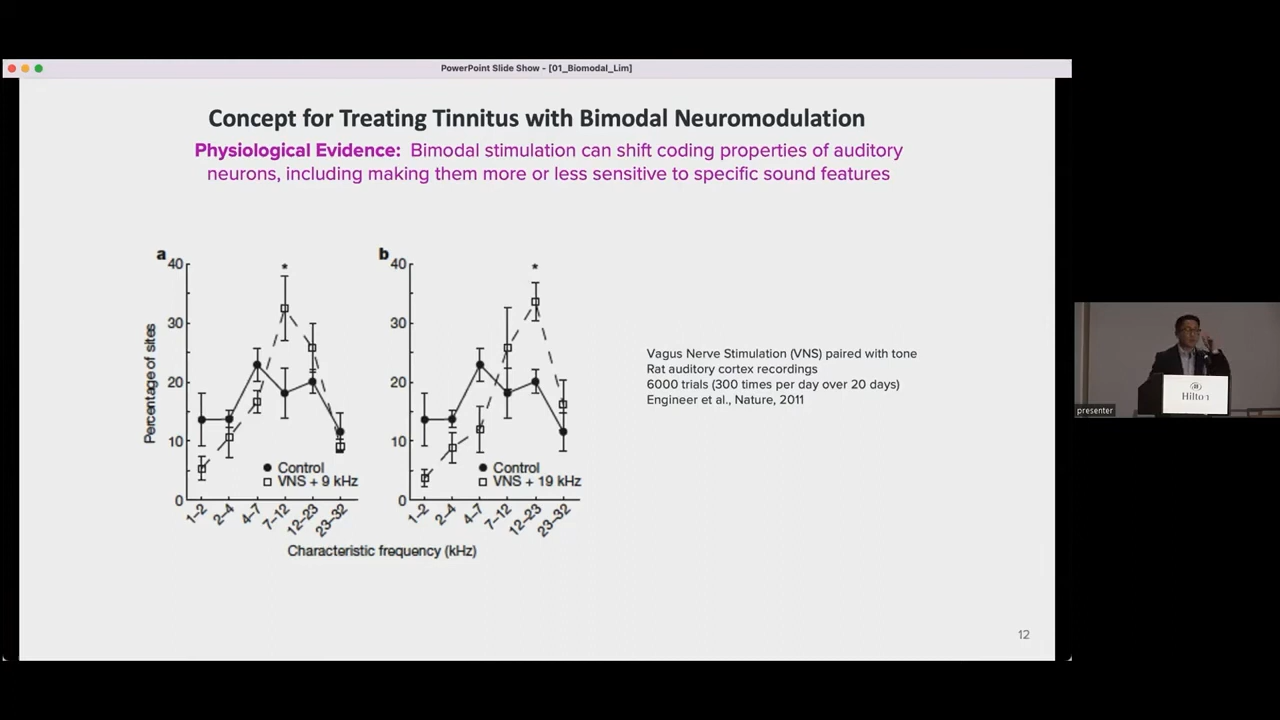 PowerPoint Slide Show - [01_Biomodal_Lim]
Concept for Treating Tinnitus with Bimodal Neuromodulation
Physiological Evidence: Bimodal stimulation can shift coding properties of auditory
neurons, including making them more or less sensitive to specific sound features
a
40
30
20
10
0
Percentage of sites
*
Control
VNS + 9 kHz
1–2
2–4
4–7
7–12
12–23
23–32
b
40
30
20
10
0
*
Control
VNS + 19 kHz
1–2
2–4
4–7
7–12
12–23
23–32
Characteristic frequency (kHz)
Vagus Nerve Stimulation (VNS) paired with tone
Rat auditory cortex recordings
6000 trials (300 times per day over 20 days)
Engineer et al., Nature, 2011
12
Hilton
presenter